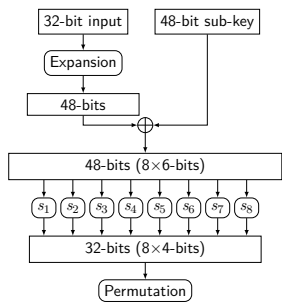 32-bit input 48-bit sub-key
Expansion
48-bits
48-bits (8×6-bits)
s₁ s₂ s₃ s₄ s₅ s₆ s₇ s₈
32-bits (8×4-bits)
Permutation